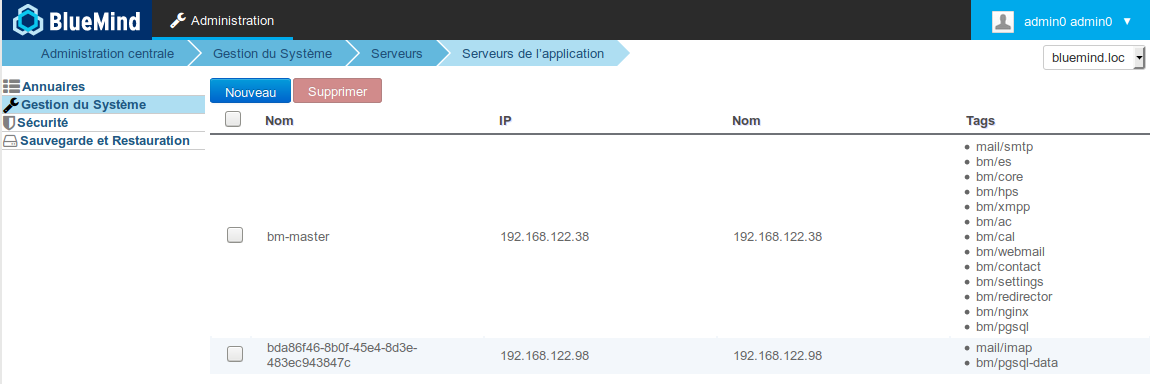 BlueMind
Administration
admin0 admin0 ▼
Administration centrale
Gestion du Système
Serveurs
Serveurs de l'application
bluemind.loc
Annuaires
Gestion du Système
Sécurité
Sauvegarde et Restauration
Nouveau
Supprimer
Nom IP Nom Tags
bm-master 192.168.122.38 192.168.122.38
• mail/smtp
• bm/es
• bm/core
• bm/hps
• bm/xmpp
• bm/ac
• bm/cal
• bm/webmail
• bm/contact
• bm/settings
• bm/redirector
• bm/nginx
• bm/pgsql
bda86f46-8b0f-45e4-8d3e-
483ec943847c
192.168.122.98 192.168.122.98
• mail/imap
• bm/pgsql-data